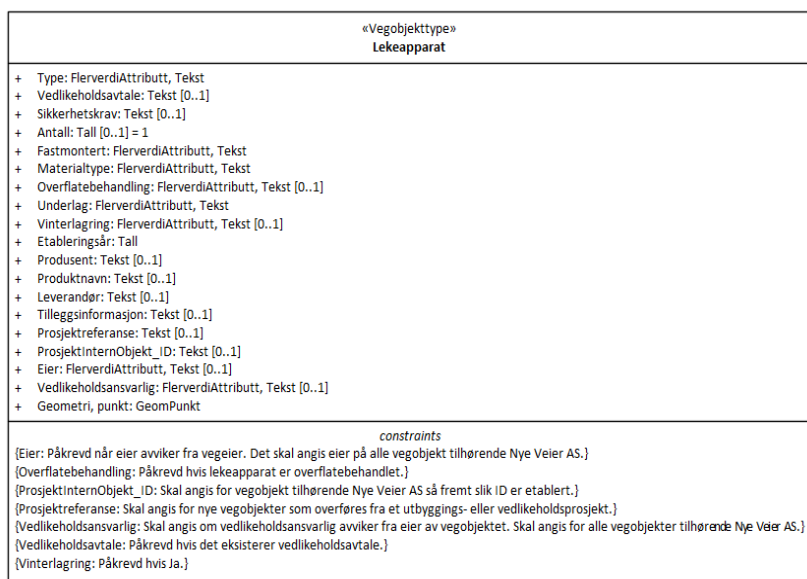 «Vegobjekttype»
Lekeapparat
+ Type: FlerverdiAttributt, Tekst
+ Vedlikeholdsavtale: Tekst [0..1]
+ Sikkerhetskrav: Tekst [0..1]
+ Antall: Tall [0..1] = 1
+ Fastmontert: FlerverdiAttributt, Tekst
+ Materialtype: FlerverdiAttributt, Tekst
+ Overflatebehandling: FlerverdiAttributt, Tekst [0..1]
+ Underlag: FlerverdiAttributt, Tekst
+ Vinterlagring: FlerverdiAttributt, Tekst [0..1]
+ Etableringsår: Tall
+ Produsent: Tekst [0..1]
+ Produktnavn: Tekst [0..1]
+ Leverandør: Tekst [0..1]
+ Tilleggsinformasjon: Tekst [0..1]
+ Prosjektreferanse: Tekst [0..1]
+ ProsjektInternObjekt_ID: Tekst [0..1]
+ Eier: FlerverdiAttributt, Tekst [0..1]
+ Vedlikeholdsansvarlig: FlerverdiAttributt, Tekst [0..1]
+ Geometri, punkt: GeomPunkt
constraints
{Eier: Påkrevd når eier avviker fra vegeier. Det skal angis eier på alle vegobjekt tilhørende Nye Veier AS.}
{Overflatebehandling: Påkrevd hvis lekeapparat er overflatebehandlet.}
{ProsjektInternObjekt_ID: Skal angis for vegobjekt tilhørende Nye Veier AS så fremt slik ID er etablert.}
{Prosjektreferanse: Skal angis for nye vegobjekter som overføres fra et utbyggings- eller vedlikeholdsprosjekt.}
{Vedlikeholdsansvarlig: Skal angis om vedlikeholdsansvarlig avviker fra eier av vegobjektet. Skal angis for alle vegobjekter tilhørende Nye Veier AS.}
{Vedlikeholdsavtale: Påkrevd hvis det eksisterer vedlikeholdsavtale.}
{Vinterlagring: Påkrevd hvis Ja.}